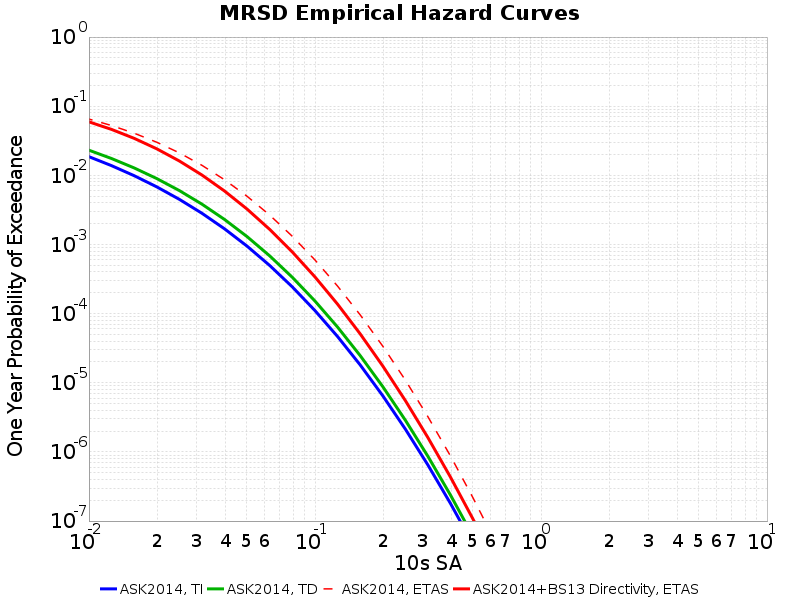 MRSD Empirical Hazard Curves
One Year Probability of Exceedance
10^0
10^-1
10^-2
10^-3
10^-4
10^-5
10^-6
10^-7
10^-2 2 3 4 5 6 10^-1 2 3 4 5 6 7 10^0 2 3 4 5 6 7 10^1
10s SA
ASK2014, TI ASK2014, TD ASK2014, ETAS ASK2014+BS13 Directivity, ETAS